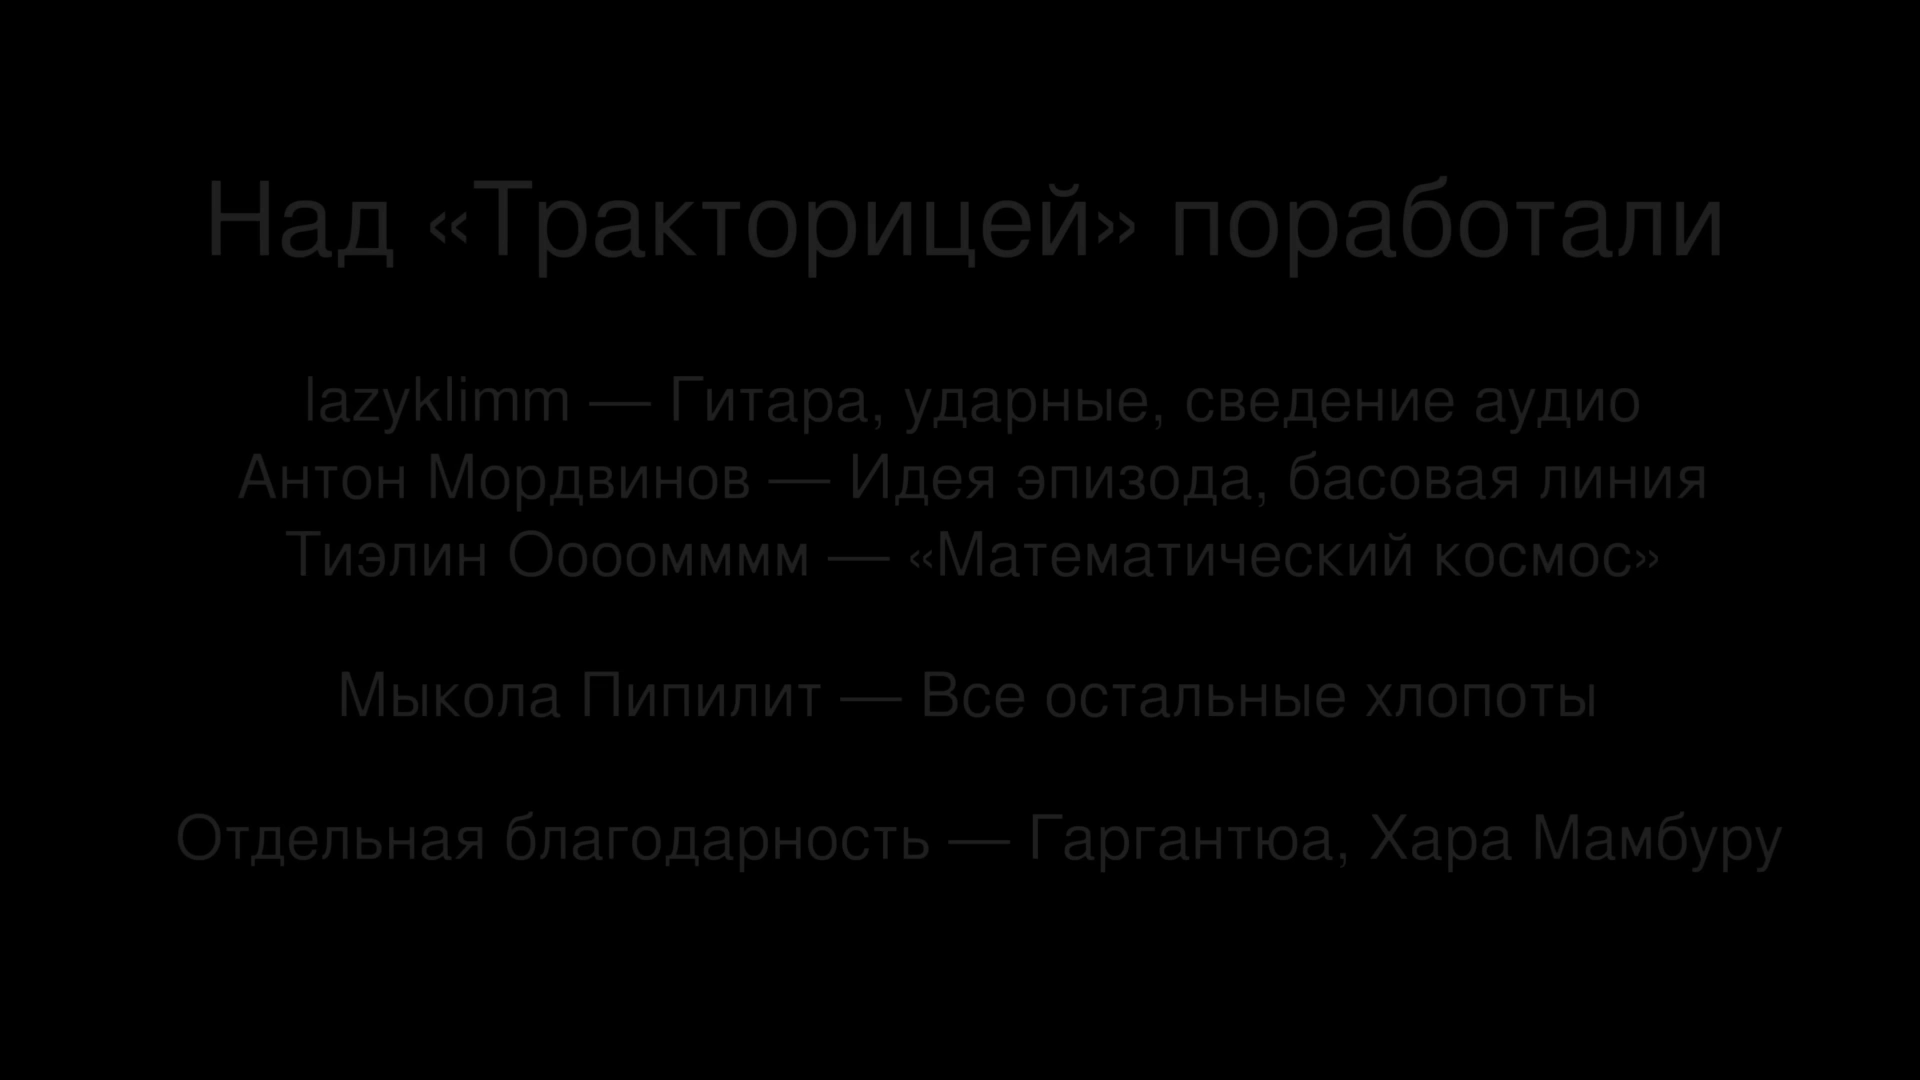 Над «Тракторицей» поработали
lazyklimm — Гитара, ударные, сведение аудио
Антон Мордвинов — Идея эпизода, басовая линия
Тиэлин Ооооммммм — «Математический космос»
Мыкола Пипилит — Все остальные хлопоты
Отдельная благодарность — Гаргантюа, Хара Мамбуру